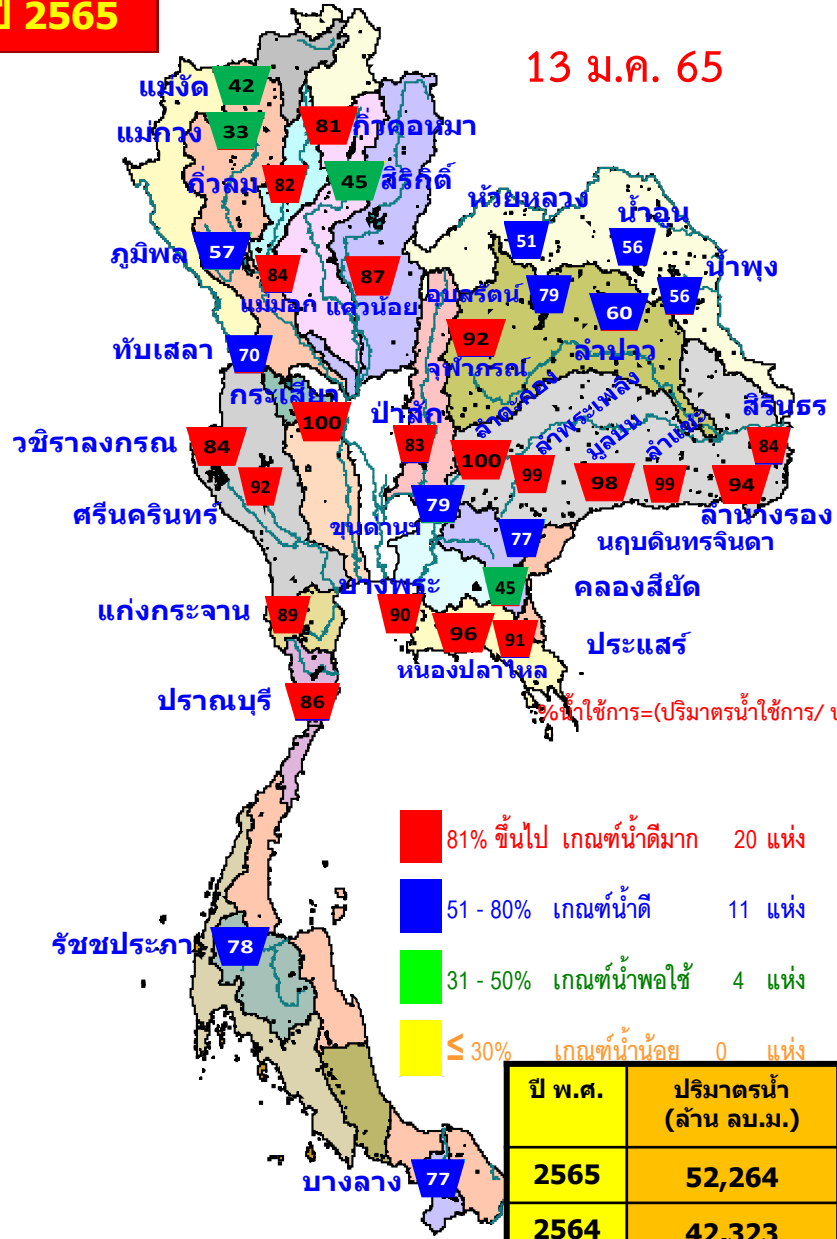 ปี 2565
13 ม.ค. 65
แม่งัด 42
แม่กวง 33
81 กิ่วคอหมา
กิ่วลม 82
45 สิริกิติ์
ห้วยหลวง 51
น้ำอูน 56
น้ำพุง 56
ภูมิพล 57
84 แม่มอก
87 แควน้อย
อุบลรัตน์ 79
60 ลำปาว
92 จุฬาภรณ์
ทับเสลา 70
กระเสียว 100
ป่าสัก 83
ลำตะคอง 100
ลำพระเพลิง 99
มูลบน 98
ลำแชะ 99
สิรินธร 84
94 ลำนางรอง
วชิราลงกรณ 84
92
ศรีนครินทร์
79
ขุนด่านฯ
77 นฤบดินทรจินดา
บางพระ 90
45 คลองสียัด
แก่งกระจาน 89
96 หนองปลาไหล
91 ประแสร์
ปราณบุรี 86
%น้ำใช้การ=(ปริมาตรน้ำใช้การ/
81% ขึ้นไป เกณฑ์น้ำดีมาก 20 แห่ง
51 - 80% เกณฑ์น้ำดี 11 แห่ง
รัชชประภา 78
31 - 50% เกณฑ์น้ำพอใช้ 4 แห่ง
≤ 30% เกณฑ์น้ำน้อย 0 แห่ง
ปี พ.ศ. ปริมาตรน้ำ
(ล้าน ลบ.ม.)
บางลาง 77
2565 52,264
2564 42,323